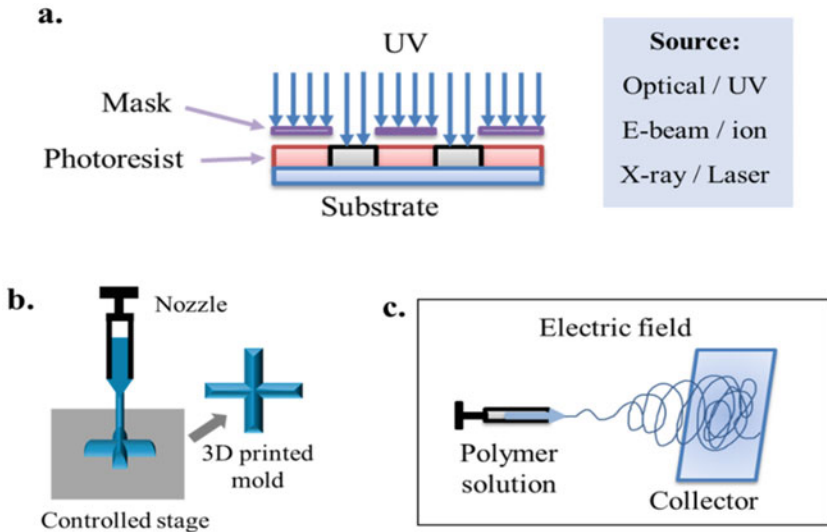 a.
UV
Mask
Photoresist
Substrate
Source:
Optical / UV
E-beam / ion
X-ray / Laser
b.
Nozzle
3D printed
mold
Controlled stage
c.
Electric field
Polymer
solution
Collector